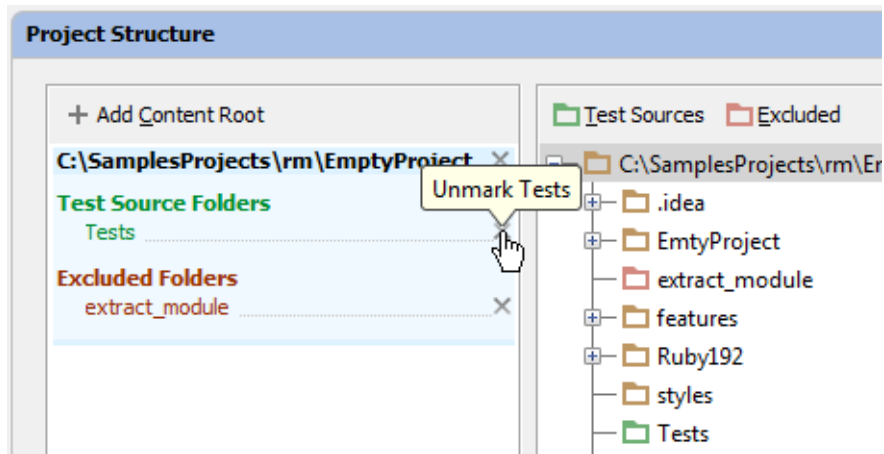 Project Structure
Add Content Root
C:\SamplesProjects\rm\EmptyProject
Unmark Tests
Test Source Folders
Tests
Excluded Folders
extract_module
Test Sources Excluded
C:\SamplesProjects\rm\Er
.idea
EmtyProject
extract_module
features
Ruby192
styles
Tests